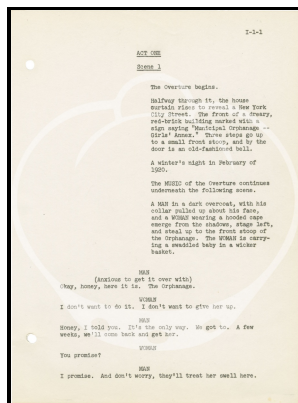 I-1-1
ACT ONE
Scene 1
The Overture begins.
Halfway through it, the house
curtain rises to reveal a New York
City Street. The front of a dreary,
red-brick building marked with a
sign saying "Municipal Orphanage --
Girls' Annex." Three steps go up
to a small front stoop, and by the
door is an old-fashioned bell.
A winter's night in February of
1920.
The MUSIC of the Overture continues
underneath the following scenes.
A MAN in a dark overcoat, with his
collar pulled up about his face,
and a WOMAN wearing a hooded cape
emerge from the shadows, stage left,
and steal up to the front stoop of
the Orphanage. The WOMAN is carry-
ing a swaddled baby in a wicker
basket.
MAN
(Anxious to get it over with)
Okay, honey, here it is. The Orphanage.
WOMAN
I don't want to do it. I don't want to give her up.
MAN
Honey, I told you. It's the only way. We got to. A few
weeks, we'll come back and get her.
WOMAN
You promise?
MAN
I promise. And don't worry, they'll treat her swell here.